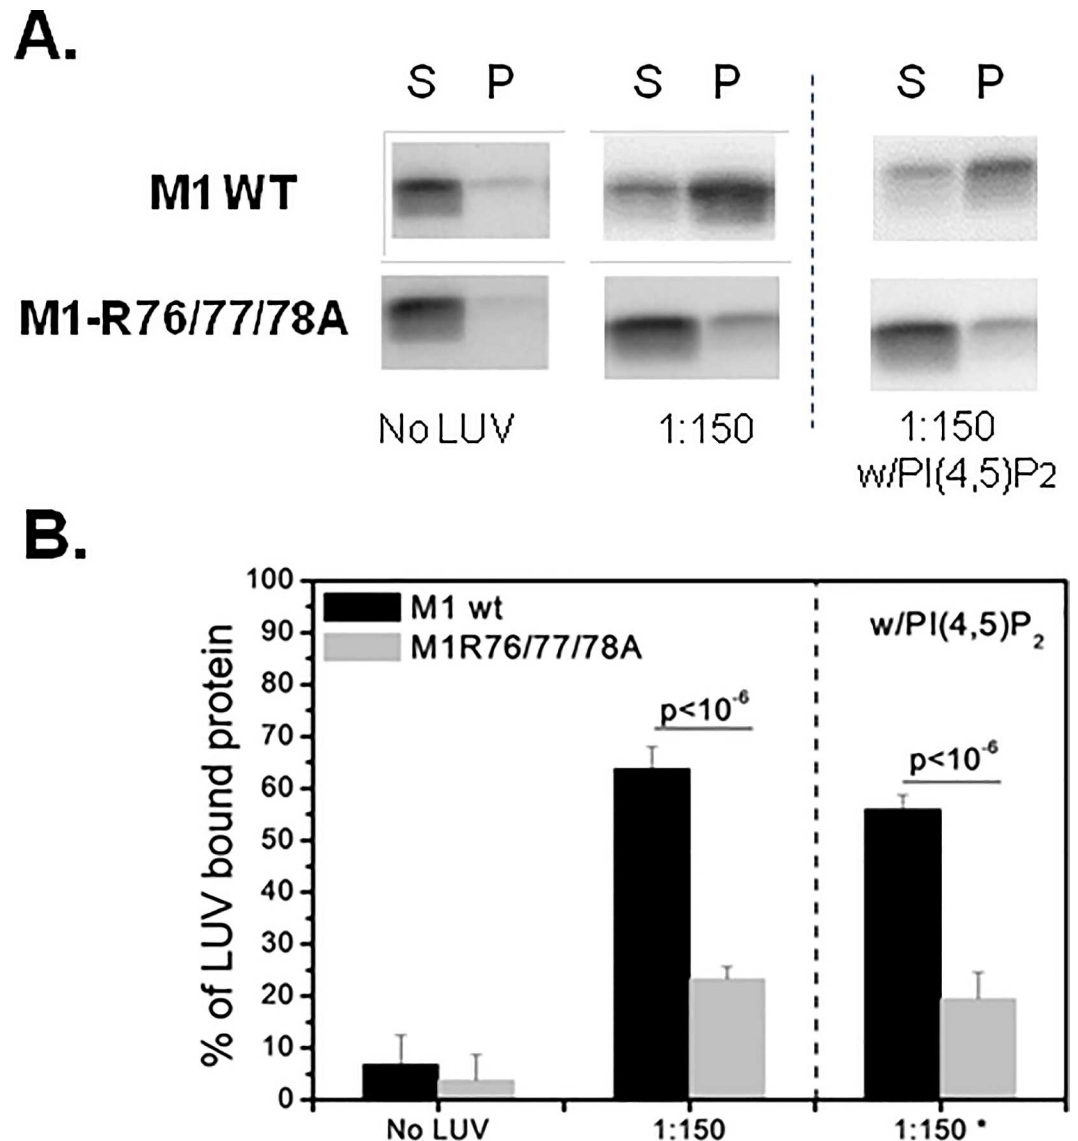 A.
S P S P S P
M1 WT
M1-R76/77/78A
No LUV 1:150 1:150
w/PI(4,5)P2
B.
% of LUV bound protein
100
90
80
70
60
50
40
30
20
10
0
M1 wt
M1R76/77/78A
w/PI(4,5)P2
p<10-6
p<10-6
No LUV 1:150 1:150 *